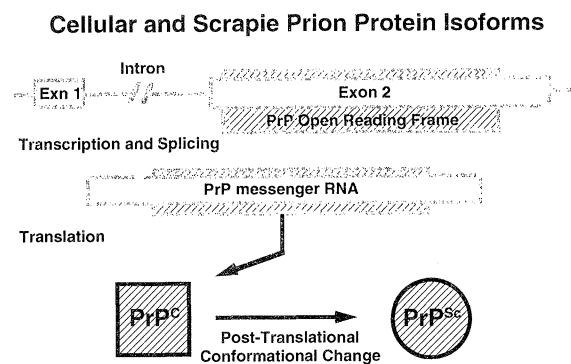 Cellular and Scrapie Prion Protein Isoforms
Intron
Exn 1
Exon 2
PrP Open Reading Frame
Transcription and Splicing
PrP messenger RNA
Translation
PrPC
PrPSc
Post-Translational
Conformational Change